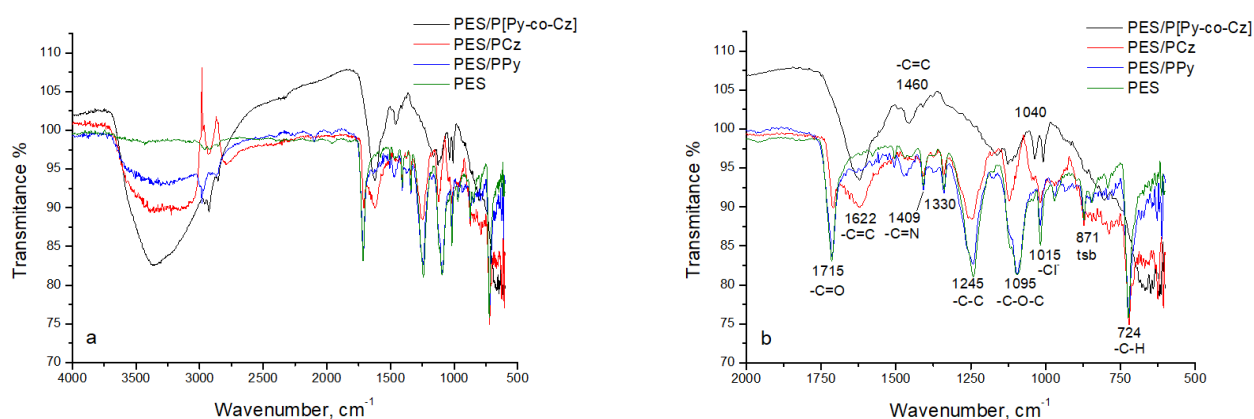 PES/P[Py-co-Cz]
PES/PCz
PES/PPy
PES
110
105
100
95
90
85
80
75
70
Transmitance %
a
4000 3500 3000 2500 2000 1500 1000 500
Wavenumber, cm-1
PES/P[Py-co-Cz]
PES/PCz
PES/PPy
PES
110
105
100
95
90
85
80
75
70
Transmitance %
-C=C
1460
1040
1622
-C=C
1409
-C=N
1330
1715
-C=O
1245
-C-C
1095
-C-O-C
1015
-Cl-
871
tsb
724
-C-H
b
2000 1750 1500 1250 1000 750 500
Wavenumber, cm-1